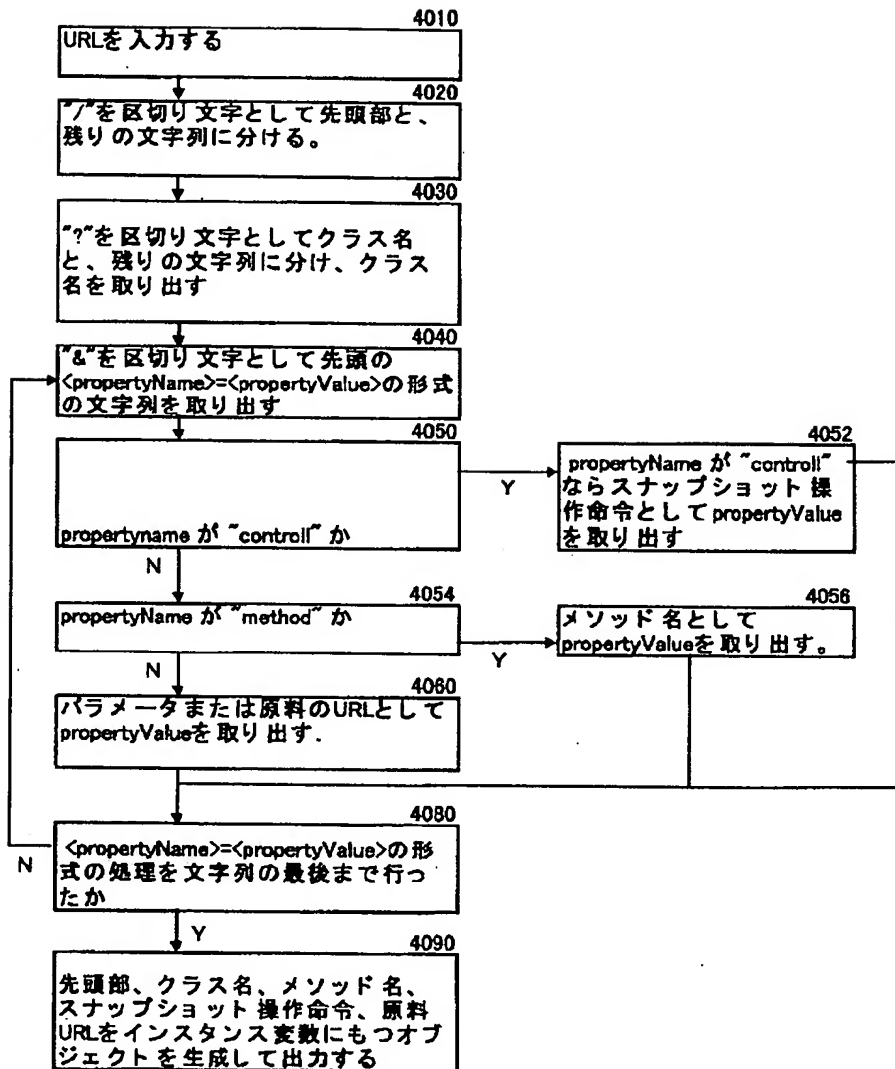 4010
URLを入力する
4020
"/"を区切り文字として先頭部と、
残りの文字列に分ける。
4030
"?"を区切り文字としてクラス名
と、残りの文字列に分け、クラス
名を取り出す
4040
"&"を区切り文字として先頭の
<propertyName>=<propertyValue>の形式
の文字列を取り出す
4050
propertyname が "controll" か
Y
N
4052
propertyName が "controll"
ならスナップショット操
作命令としてpropertyValue
を取り出す
4054
propertyName が "method" か
Y
N
4056
メソッド名として
propertyValueを取り出す。
4060
パラメータまたは原料のURLとして
propertyValueを取り出す.
4080
<propertyName>=<propertyValue>の形
式の処理を文字列の最後まで行っ
たか
N
Y
4090
先頭部、クラス名、メソッド名、
スナップショット操作命令、原料
URLをインスタンス変数にもつオブ
ジェクトを生成して出力する